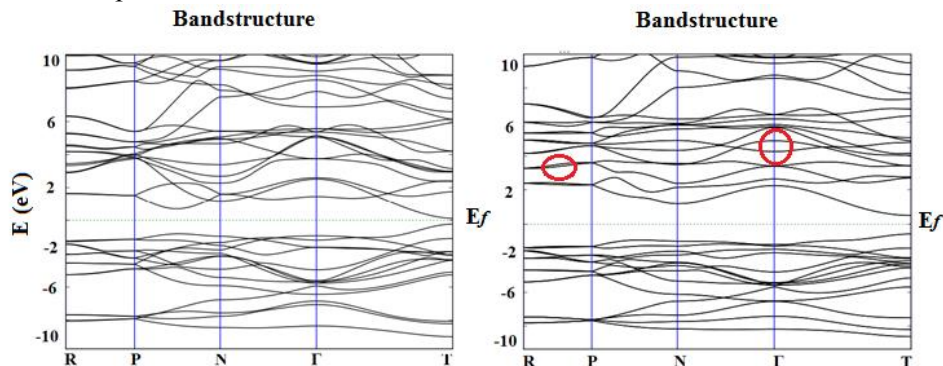 Bandstructure
10
6
2
-2
-6
-10
E (eV)
R P N Γ T
Ef
Bandstructure
...
10
6
2
-2
-6
-10
R P N Γ T
Ef